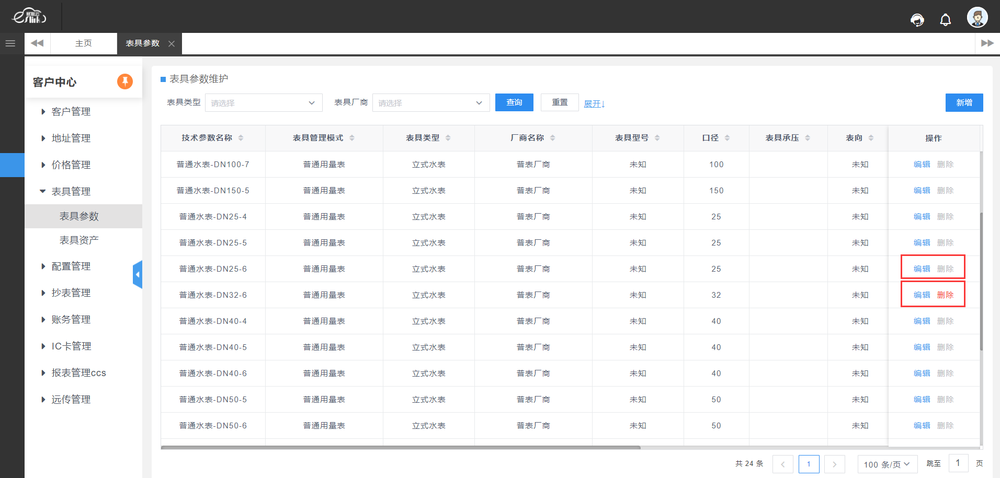 易联云
eslink
主页
表具参数
客户中心
客户管理
地址管理
价格管理
表具管理
表具参数
表具资产
配置管理
抄表管理
账务管理
IC卡管理
报表管理ccs
远传管理
表具参数维护
表具类型 请选择 表具厂商 请选择 查询 重置 展开↓ 新增
技术参数名称 表具管理模式 表具类型 厂商名称 表具型号 口径 表具承压 表向 操作
普通水表-DN100-7 普通用量表 立式水表 普表厂商 未知 100 未知 编辑 删除
普通水表-DN150-5 普通用量表 立式水表 普表厂商 未知 150 未知 编辑 删除
普通水表-DN25-4 普通用量表 立式水表 普表厂商 未知 25 未知 编辑 删除
普通水表-DN25-5 普通用量表 立式水表 普表厂商 未知 25 未知 编辑 删除
普通水表-DN25-6 普通用量表 立式水表 普表厂商 未知 25 未知 编辑 删除
普通水表-DN32-6 普通用量表 立式水表 普表厂商 未知 32 未知 编辑 删除
普通水表-DN40-4 普通用量表 立式水表 普表厂商 未知 40 未知 编辑 删除
普通水表-DN40-5 普通用量表 立式水表 普表厂商 未知 40 未知 编辑 删除
普通水表-DN40-6 普通用量表 立式水表 普表厂商 未知 40 未知 编辑 删除
普通水表-DN50-5 普通用量表 立式水表 普表厂商 未知 50 未知 编辑 删除
普通水表-DN50-6 普通用量表 立式水表 普表厂商 未知 50 未知 编辑 删除
共 24 条 1 100 条/页 跳至 1 页